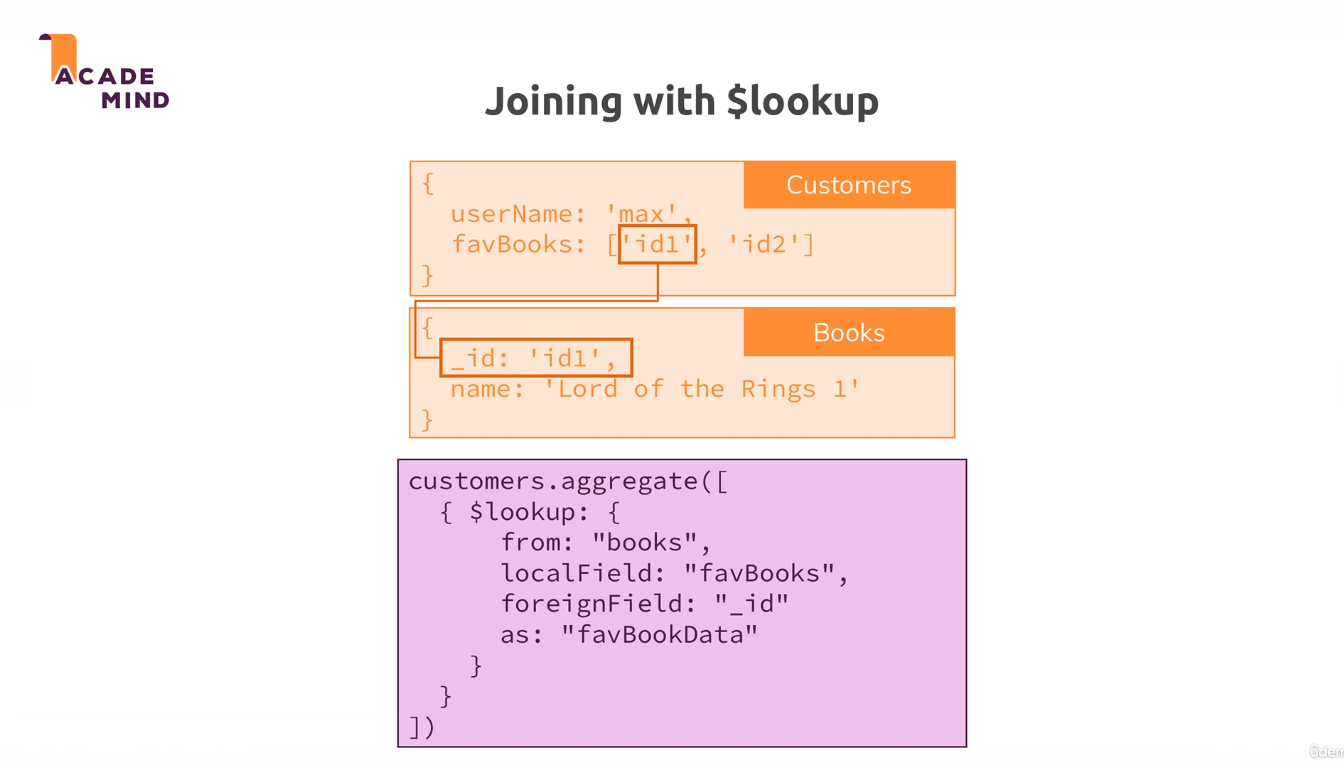 ACADE
MIND
Joining with $lookup
Customers
{
userName: 'max',
favBooks: ['id1', 'id2']
}
Books
{
_id: 'id1',
name: 'Lord of the Rings 1'
}
customers.aggregate([
{ $lookup: {
from: "books",
localField: "favBooks",
foreignField: "_id"
as: "favBookData"
}
}
])